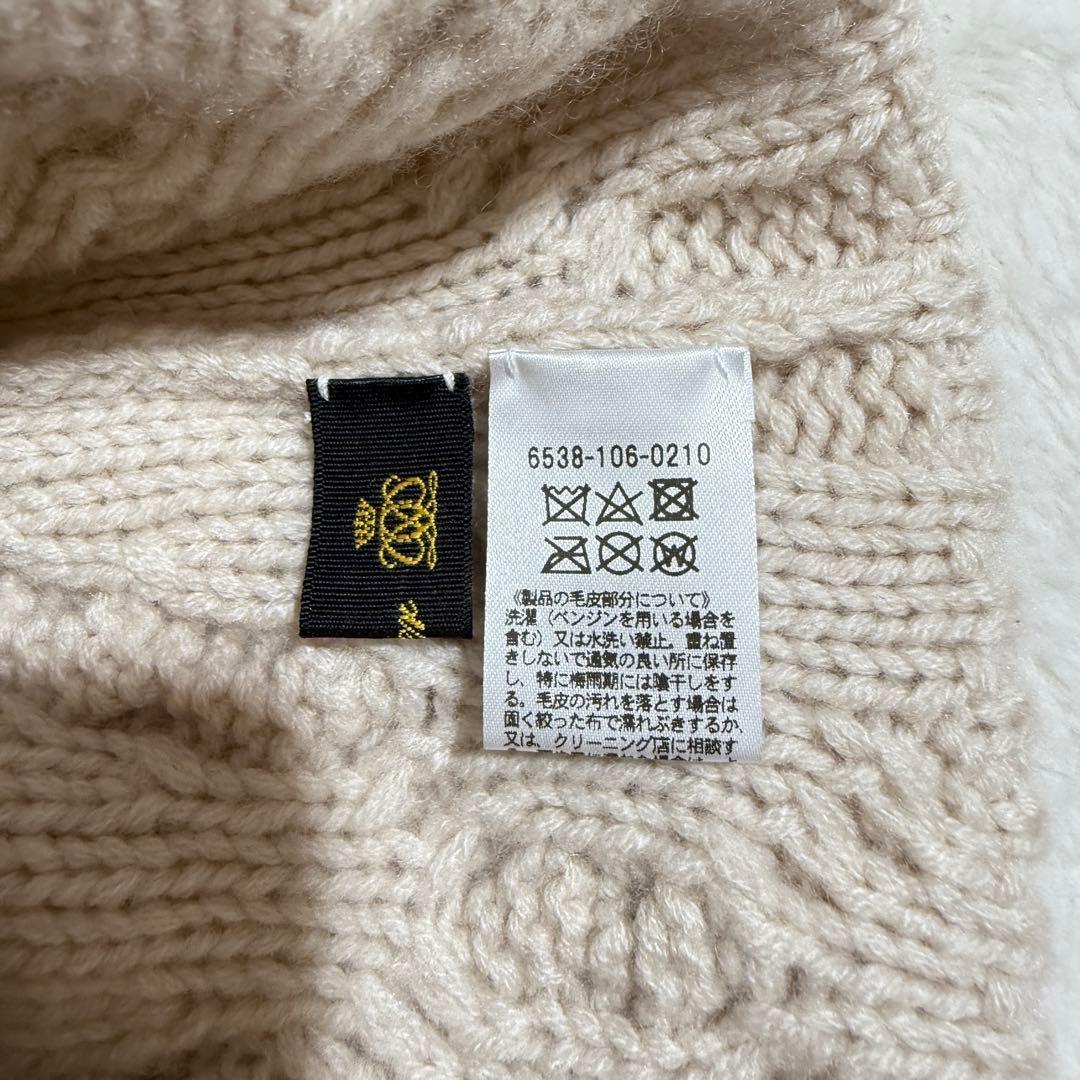 6538-106-0210
《製品の毛皮部分について》
洗濯（ベンジンを用いる場合を
含む）又は水洗い禁止。重ね置
きしないで通気の良い所に保存
し、特に梅雨期には陰干しをす
る。毛皮の汚れを落とす場合は
固く絞った布で濡れぶきするか、
又は、クリーニング店に相談す